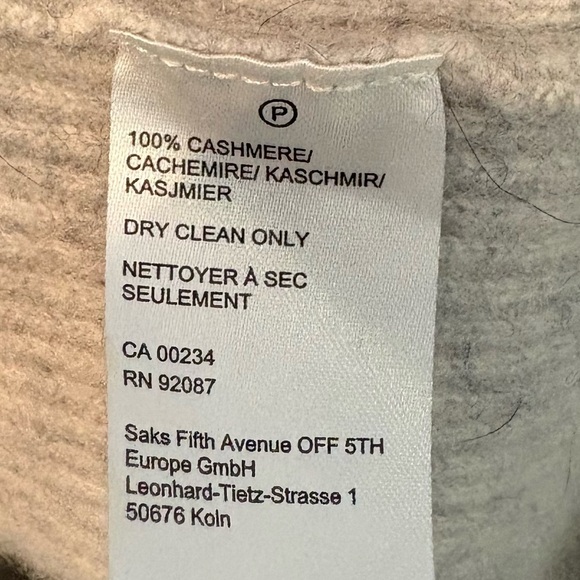 P
100% CASHMERE/
CACHEMIRE/ KASCHMIR/
KASJMIER
DRY CLEAN ONLY
NETTOYER À SEC
SEULEMENT
CA 00234
RN 92087
Saks Fifth Avenue OFF 5TH
Europe GmbH
Leonhard-Tietz-Strasse 1
50676 Koln